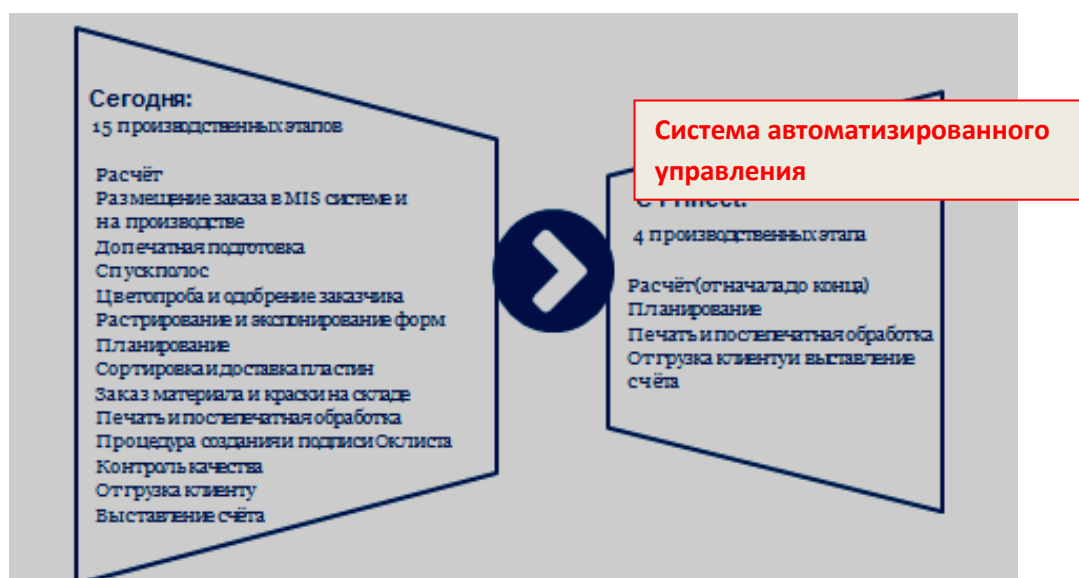 Сегодня:
15 производственных этапов
Расчёт
Размещение заказа в MIS системе и
на производстве
Допечатная подготовка
Спуск полос
Цветопроба и одобрение заказчика
Растрирование и экспонирование форм
Планирование
Сортировка и доставка пластин
Заказ материала и краски на складе
Печать и послепечатная обработка
Процедура создания и подписи Ок листа
Контроль качества
Отгрузка клиенту
Выставление счёта
Система автоматизированного
управления
С Prinect:
4 производственных этапа
Расчёт(от начала до конца)
Планирование
Печать и послепечатная обработка
Отгрузка клиенту и выставление
счёта